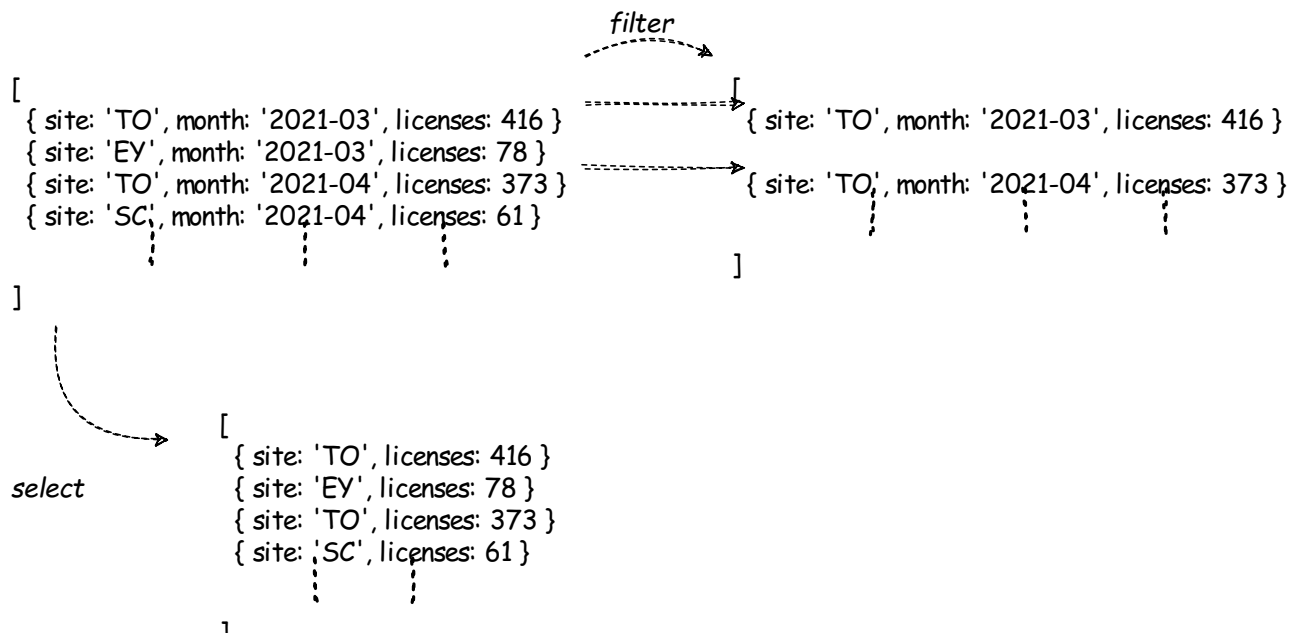 filter
[
{ site: 'TO', month: '2021-03', licenses: 416 }
{ site: 'EY', month: '2021-03', licenses: 78 }
{ site: 'TO', month: '2021-04', licenses: 373 }
{ site: 'SC', month: '2021-04', licenses: 61 }
]
[
{ site: 'TO', month: '2021-03', licenses: 416 }
{ site: 'TO', month: '2021-04', licenses: 373 }
]
select
[
{ site: 'TO', licenses: 416 }
{ site: 'EY', licenses: 78 }
{ site: 'TO', licenses: 373 }
{ site: 'SC', licenses: 61 }
]